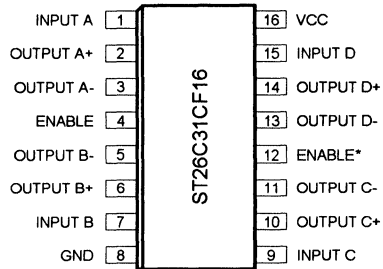 INPUT A 1 16 VCC
OUTPUT A+ 2 15 INPUT D
OUTPUT A- 3 14 OUTPUT D+
ENABLE 4 13 OUTPUT D-
OUTPUT B- 5 12 ENABLE*
OUTPUT B+ 6 11 OUTPUT C-
INPUT B 7 10 OUTPUT C+
GND 8 9 INPUT C
ST26C31CF16